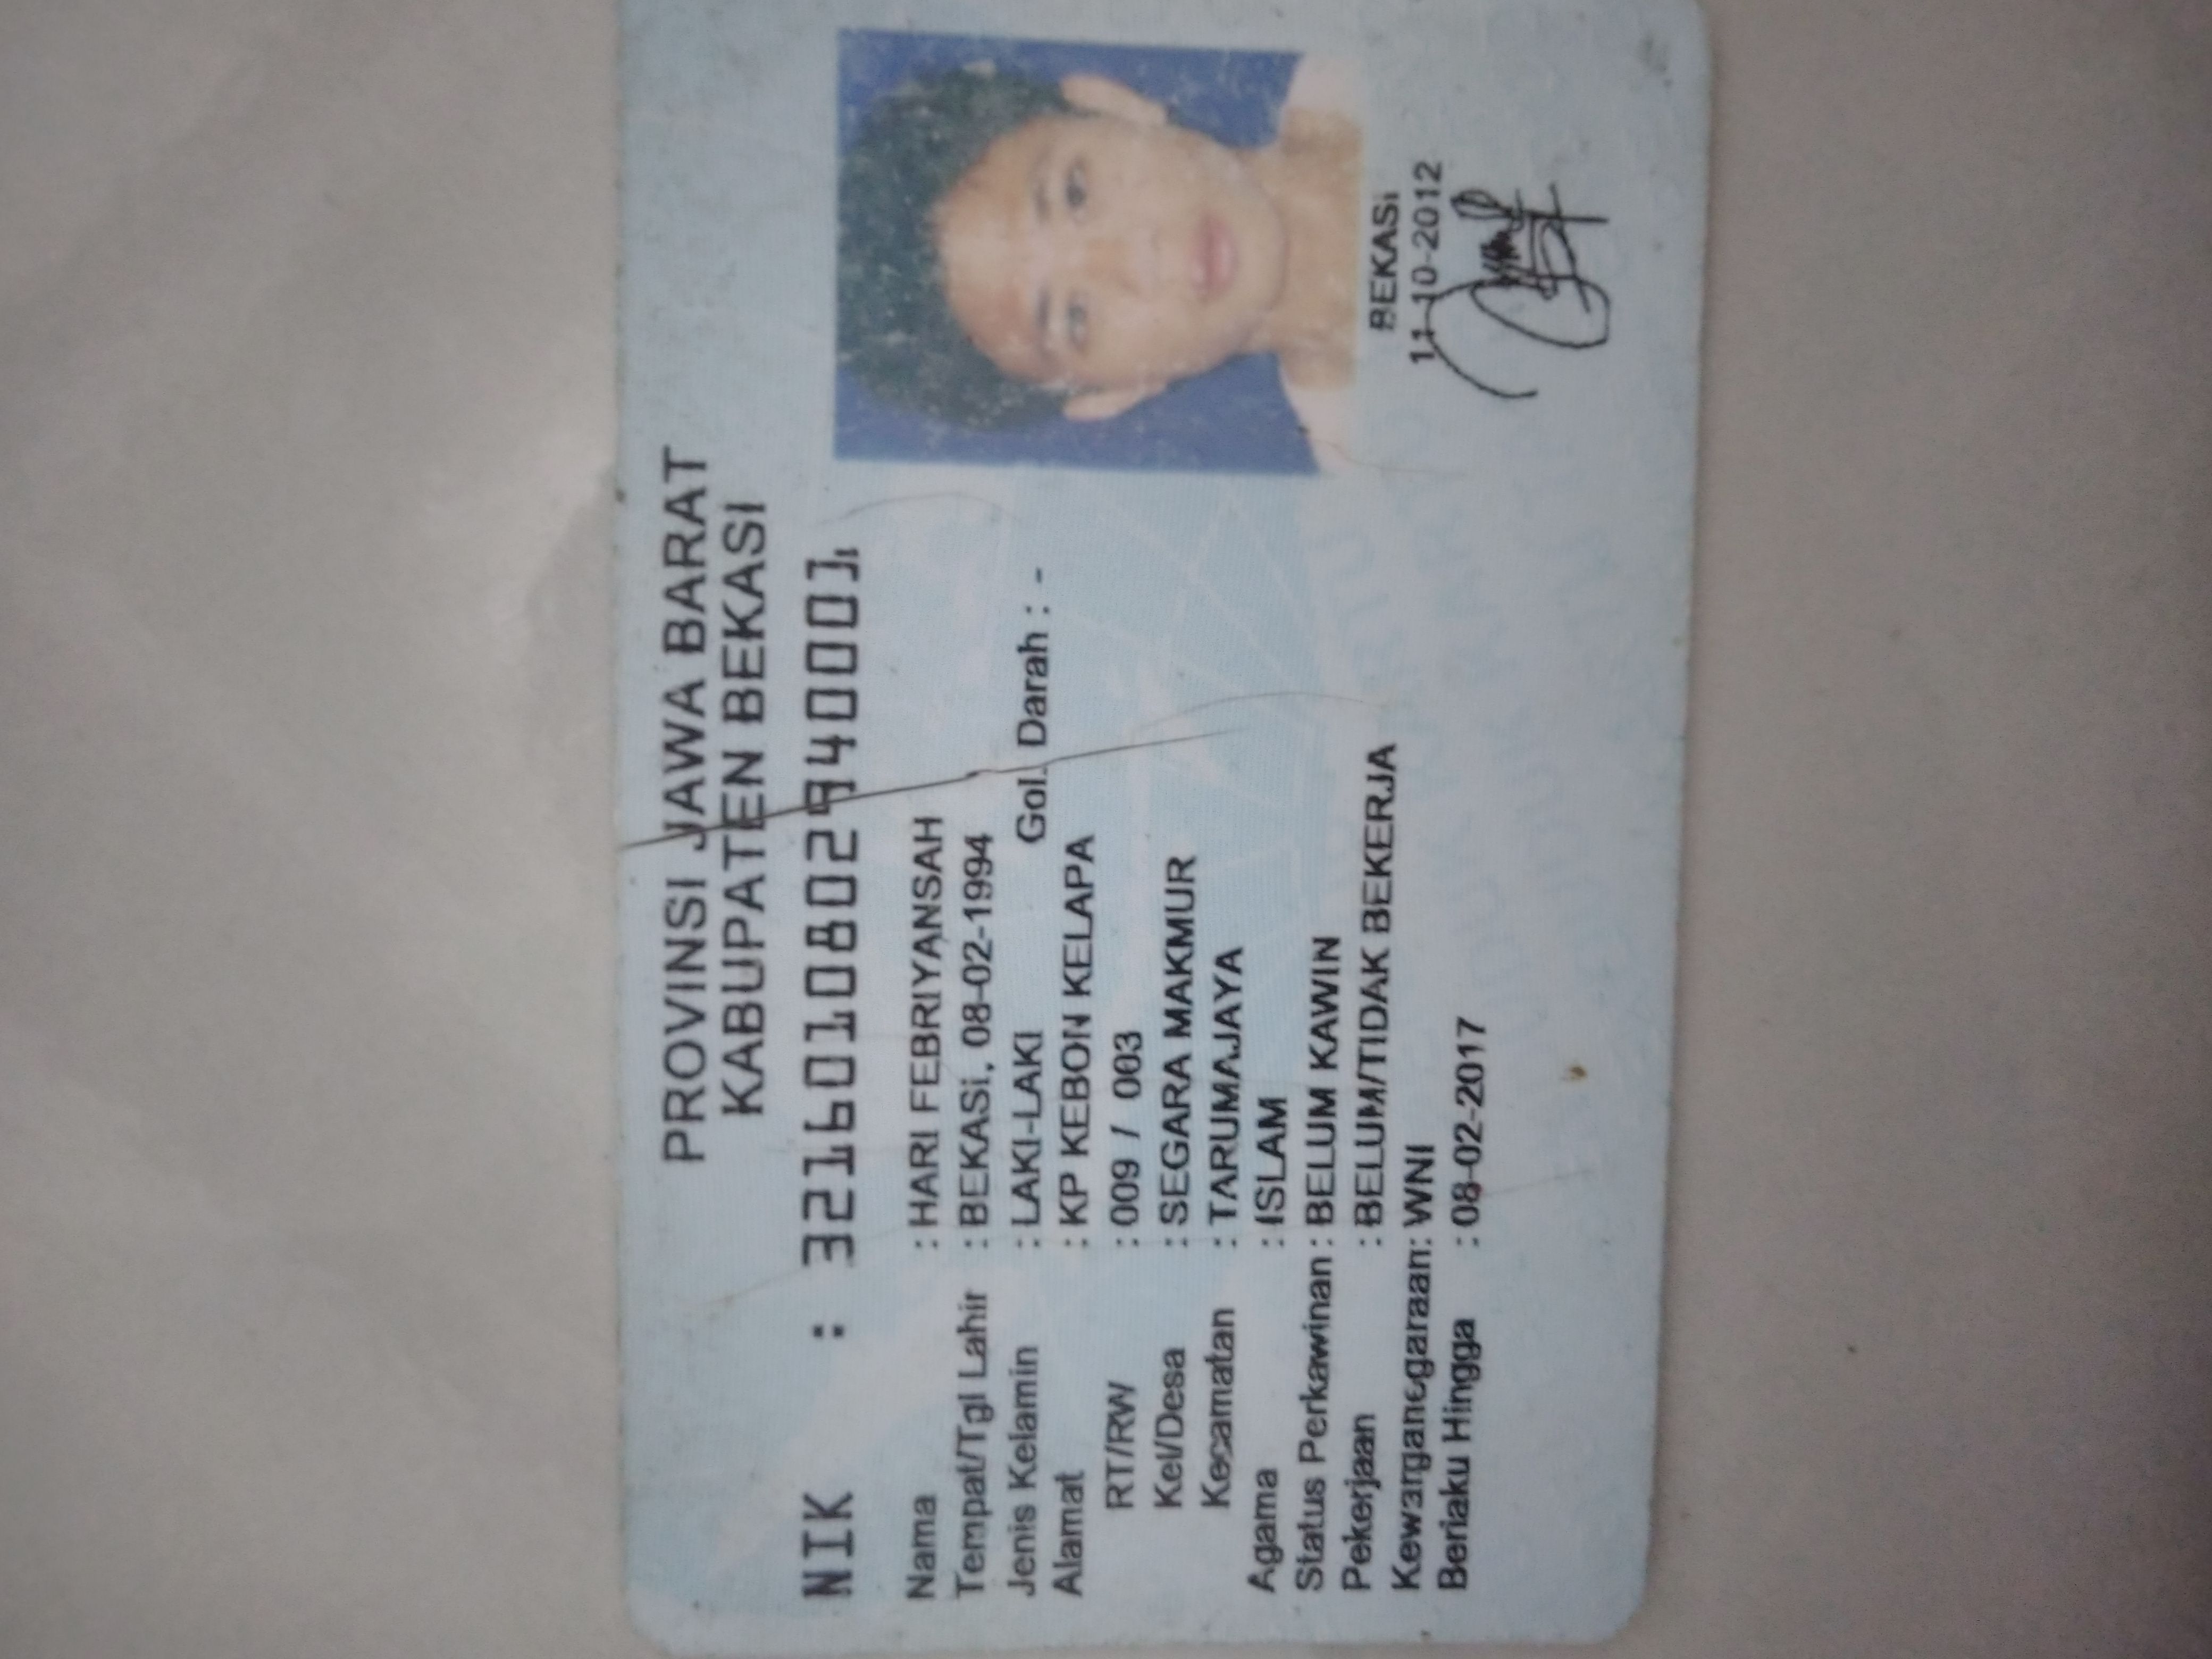 PROVINSI JAWA BARAT
KABUPATEN BEKASI
NIK : 3216010802940001
Nama : HARI FEBRIYANSAH
Tempat/Tgl Lahir : BEKASi, 08-02-1994
Jenis Kelamin : LAKI-LAKI Gol. Darah : -
Alamat : KP KEBON KELAPA
RT/RW : 009 / 003
Kel/Desa : SEGARA MAKMUR
Kecamatan : TARUMAJAYA
Agama : ISLAM
Status Perkawinan : BELUM KAWIN
Pekerjaan : BELUM/TIDAK BEKERJA
Kewarganegaraan: WNI
Berlaku Hingga : 08-02-2017
BEKASi
11-10-2012